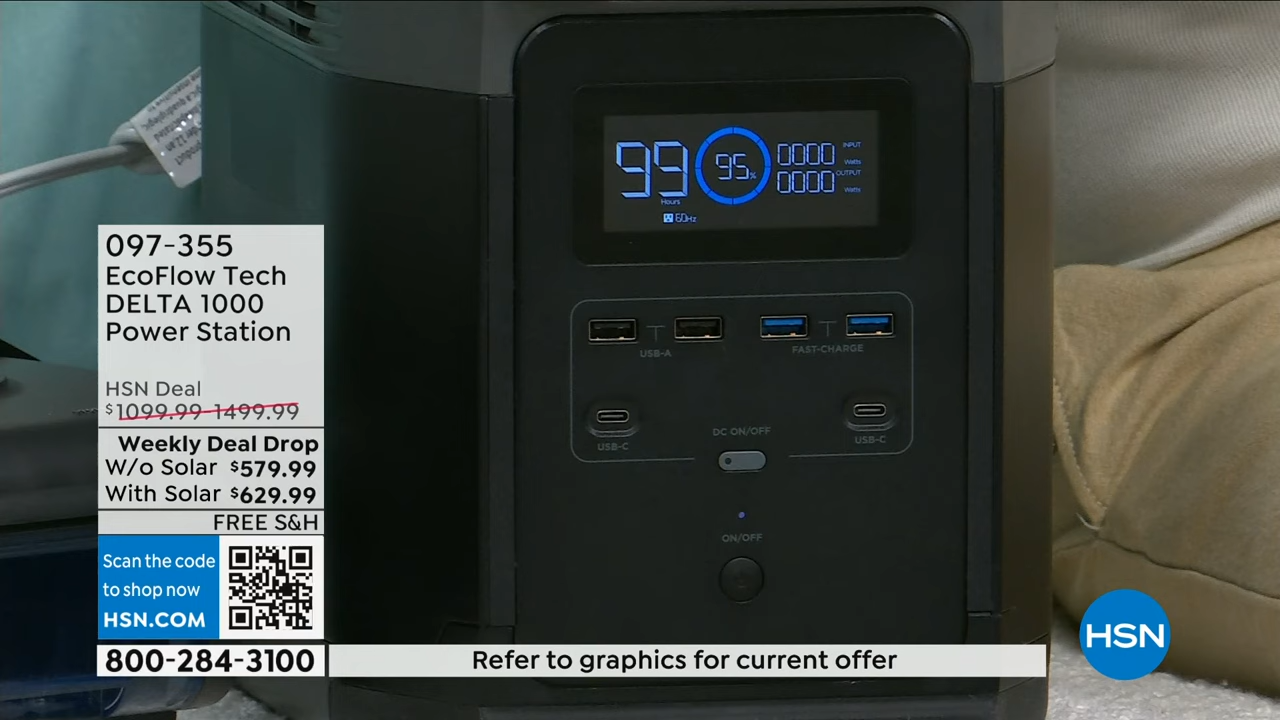 99
Hours
95%
0000
INPUT
Watts
0000
OUTPUT
Watts
60Hz
USB-A
FAST-CHARGE
USB-C
DC ON/OFF
USB-C
ON/OFF
097-355
EcoFlow Tech
DELTA 1000
Power Station
HSN Deal
$1099.99-1499.99
Weekly Deal Drop
W/o Solar $579.99
With Solar $629.99
FREE S&H
Scan the code
to shop now
HSN.COM
800-284-3100
Refer to graphics for current offer
HSN